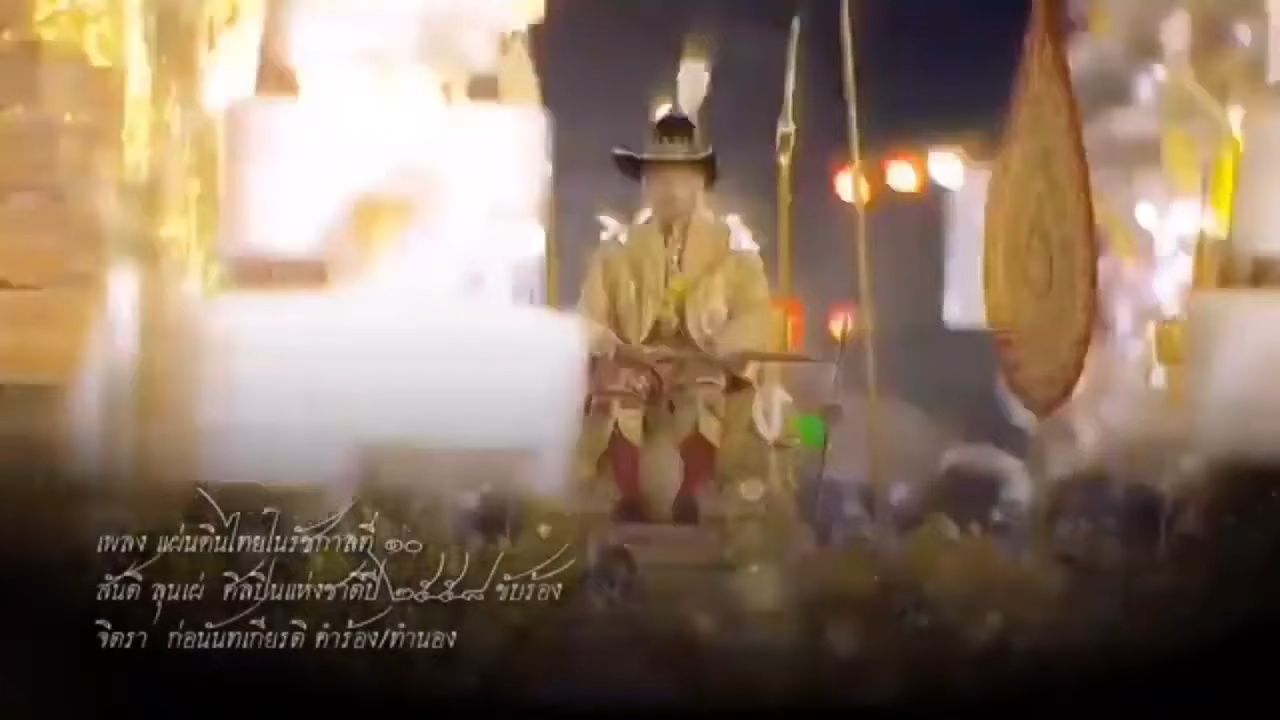 เพลง แผ่นดินไทยในรัชกาลที่ ๑๐
สันติ ลุนเผ่ ศิลปินแห่งชาติปี ๒๕๕๘ ขับร้อง
จิตรา ก่อนันทเกียรติ คำร้อง/ทำนอง